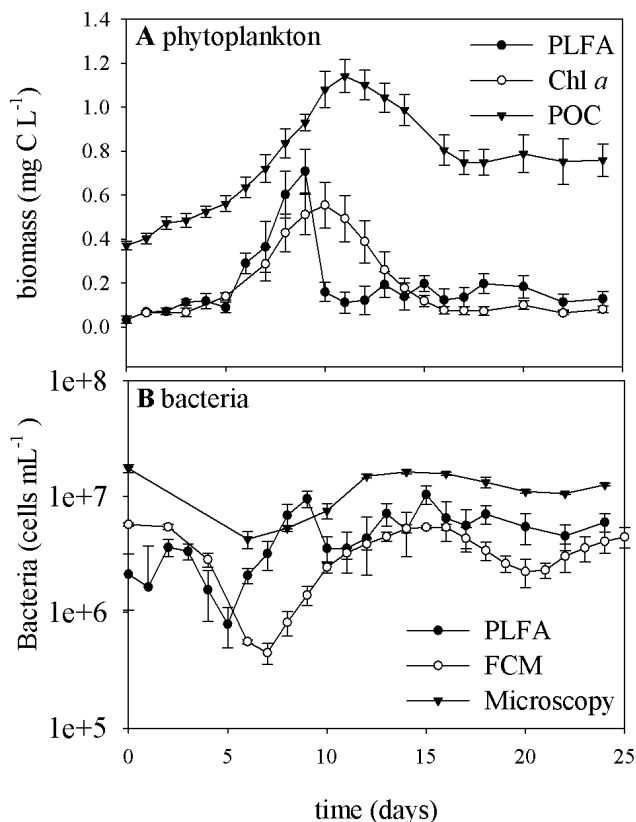 A phytoplankton
PLFA
Chl a
POC
biomass (mg C L-1)
1.4
1.2
1.0
0.8
0.6
0.4
0.2
0.0
B bacteria
Bacteria (cells mL-1)
1e+8
1e+7
1e+6
1e+5
PLFA
FCM
Microscopy
0 5 10 15 20 25
time (days)